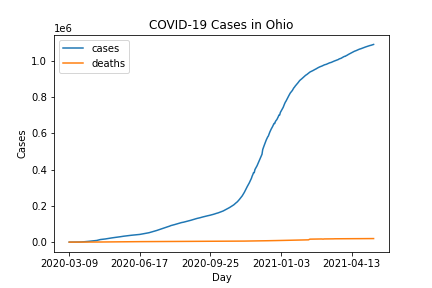 COVID-19 Cases in Ohio
1e6
cases
deaths
1.0
0.8
0.6
0.4
0.2
0.0
Cases
2020-03-09 2020-06-17 2020-09-25 2021-01-03 2021-04-13
Day